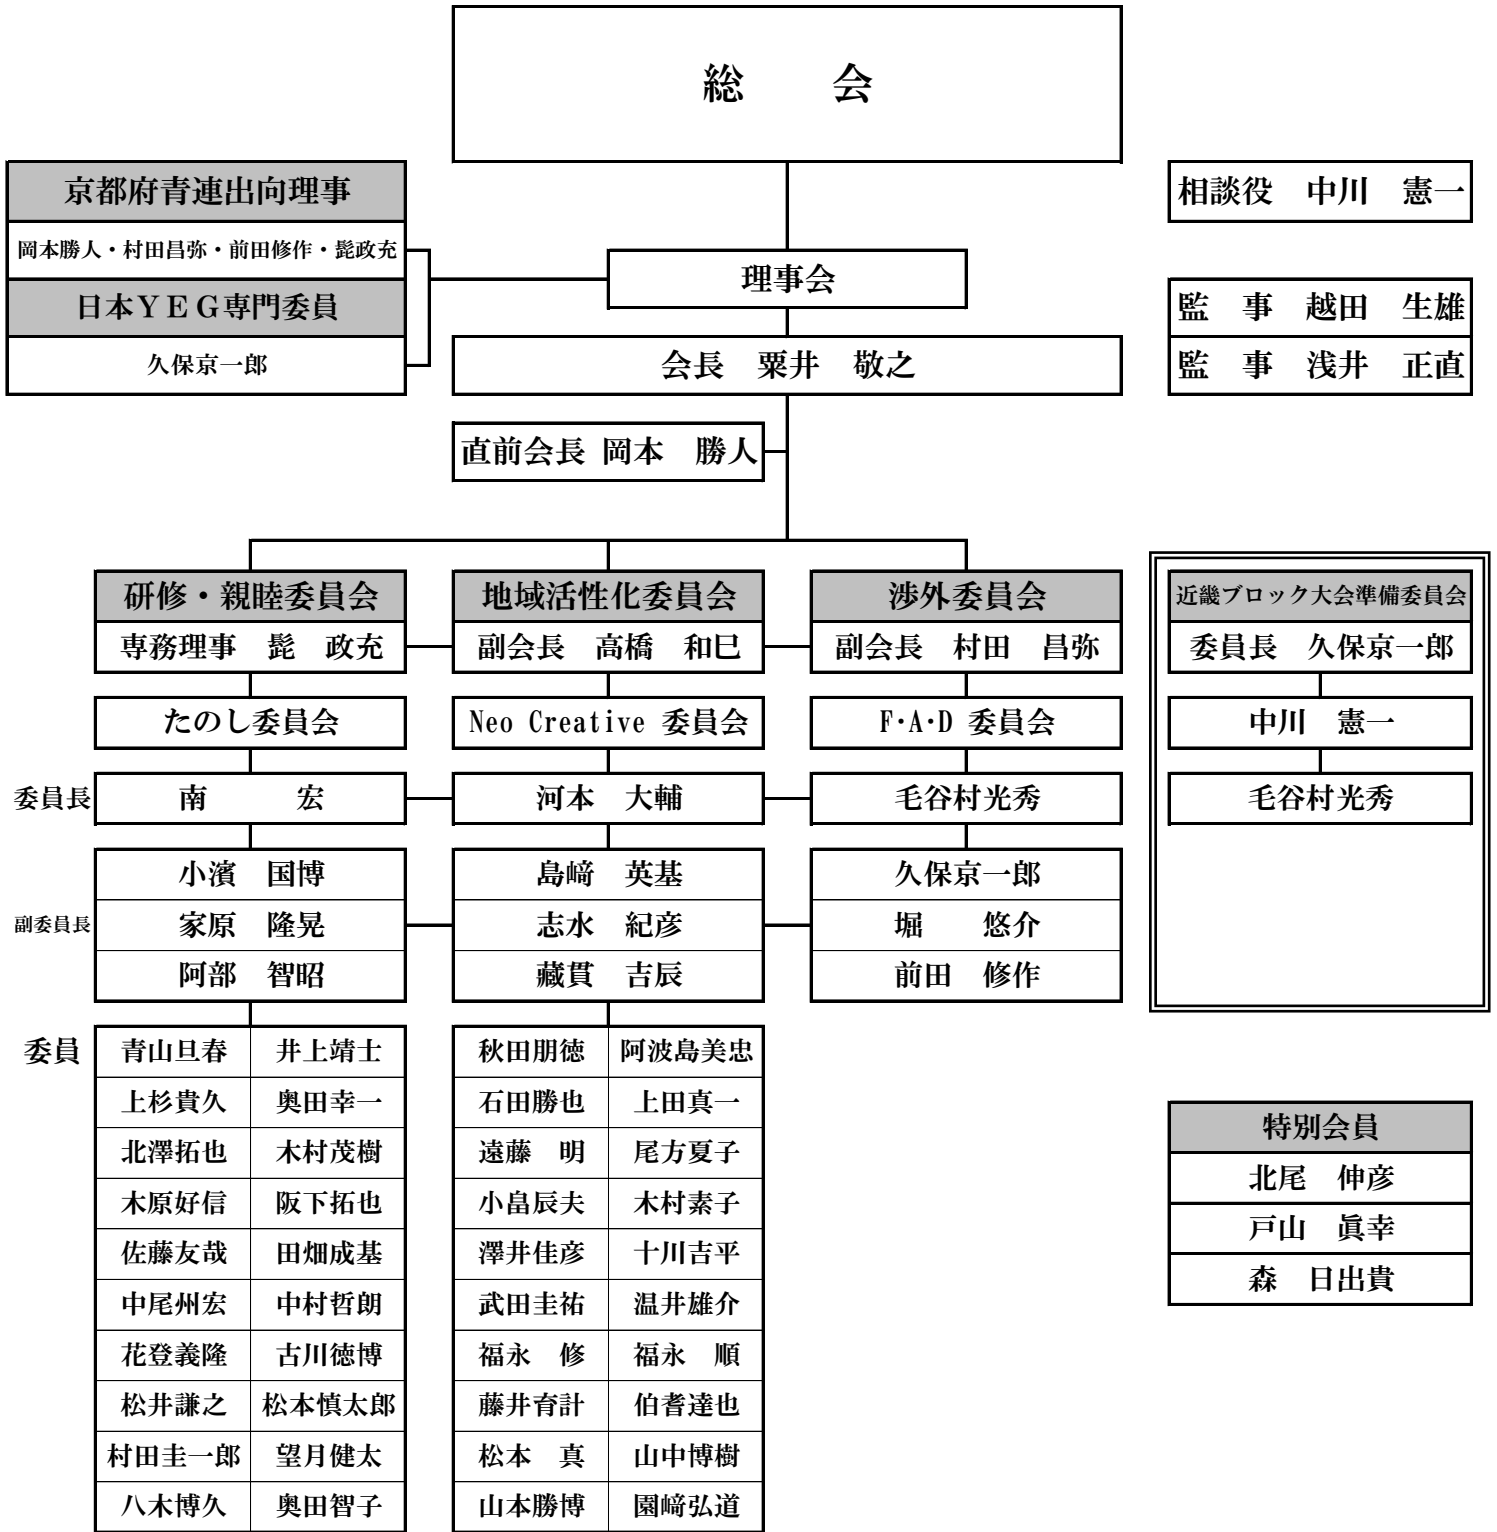 総　会
京都府青連出向理事
岡本勝人・村田昌弥・前田修作・髭政充
日本ＹＥＧ専門委員
久保京一郎
相談役　中川　憲一
理事会
監　事　越田　生雄
監　事　浅井　正直
会長　粟井　敬之
直前会長 岡本　勝人
研修・親睦委員会
専務理事　髭　政充
たのし委員会
地域活性化委員会
副会長　高橋　和巳
Neo Creative 委員会
渉外委員会
副会長　村田　昌弥
F・A・D 委員会
近畿ブロック大会準備委員会
委員長　久保京一郎
中川　憲一
毛谷村光秀
委員長
南　　　宏
河本　大輔
毛谷村光秀
副委員長
小濱　国博
家原　隆晃
阿部　智昭
島﨑　英基
志水　紀彦
藏貫　吉辰
久保京一郎
堀　　悠介
前田　修作
委員
青山旦春　井上靖士
上杉貴久　奥田幸一
北澤拓也　木村茂樹
木原好信　阪下拓也
佐藤友哉　田畑成基
中尾州宏　中村哲朗
花登義隆　古川徳博
松井謙之　松本慎太郎
村田圭一郎　望月健太
八木博久　奥田智子
秋田朋徳　阿波島美忠
石田勝也　上田真一
遠藤　明　尾方夏子
小畠辰夫　木村素子
澤井佳彦　十川吉平
武田圭祐　温井雄介
福永　修　福永　順
藤井育計　伯耆達也
松本　真　山中博樹
山本勝博　園﨑弘道
特別会員
北尾　伸彦
戸山　眞幸
森　日出貴